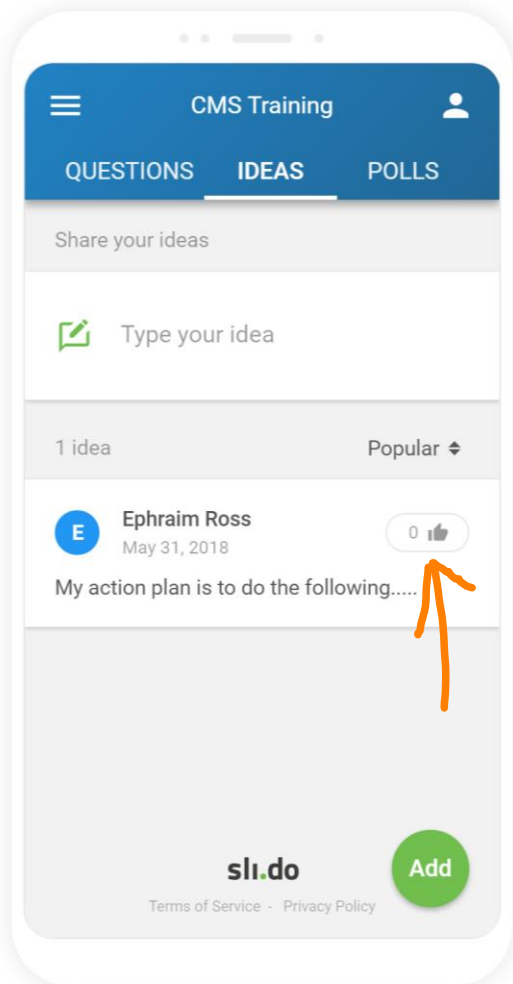 CMS Training
QUESTIONS IDEAS POLLS
Share your ideas
Type your idea
1 idea Popular
E Ephraim Ross 0
May 31, 2018
My action plan is to do the following.....
slı.do
Add
Terms of Service - Privacy Policy